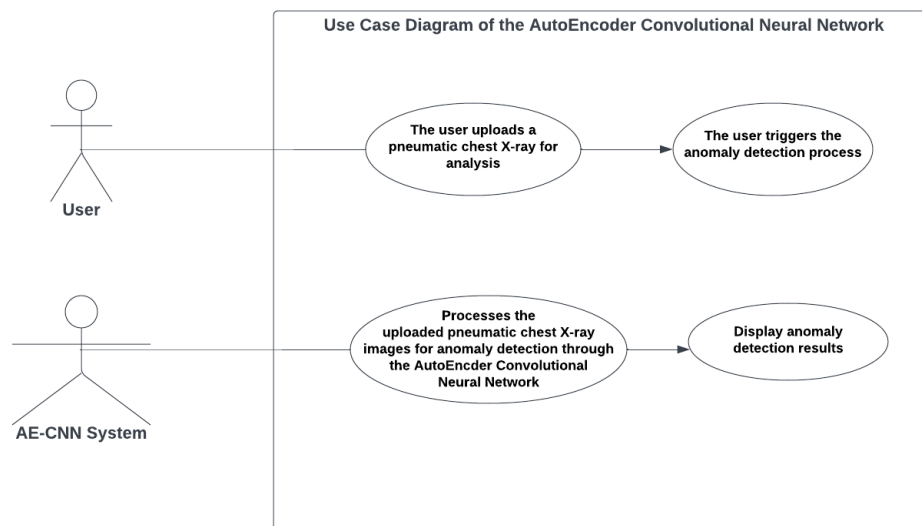 Use Case Diagram of the AutoEncoder Convolutional Neural Network
The user uploads a
pneumatic chest X-ray for
analysis
The user triggers the
anomaly detection process
User
Processes the
uploaded pneumatic chest X-ray
images for anomaly detection through
the AutoEncder Convolutional
Neural Network
Display anomaly
detection results
AE-CNN System